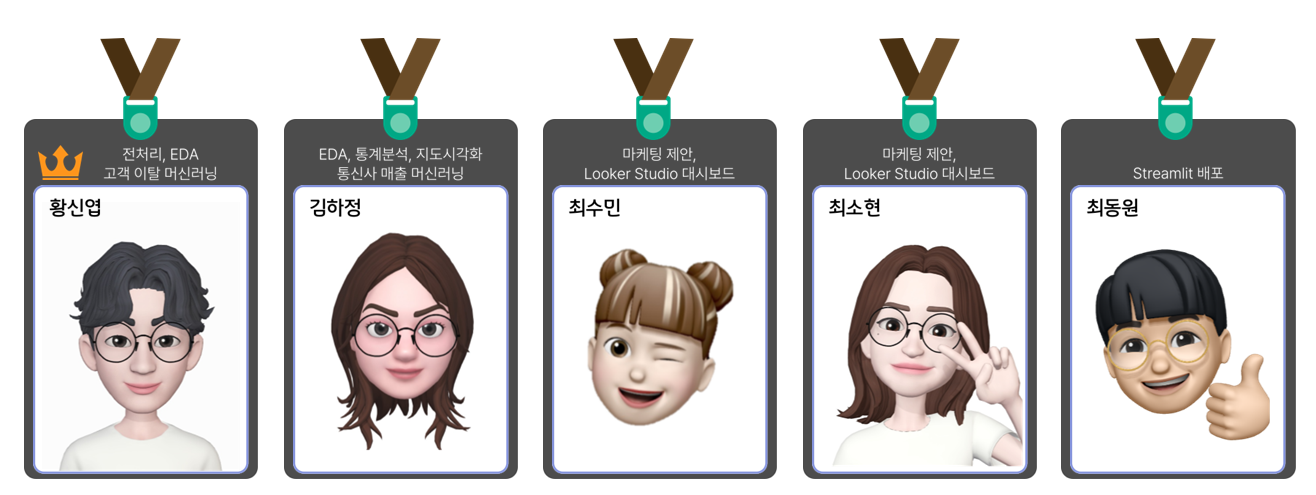 전처리, EDA
고객 이탈 머신러닝
황신엽
EDA, 통계분석, 지도시각화
통신사 매출 머신러닝
김하정
마케팅 제안,
Looker Studio 대시보드
최수민
마케팅 제안,
Looker Studio 대시보드
최소현
Streamlit 배포
최동원